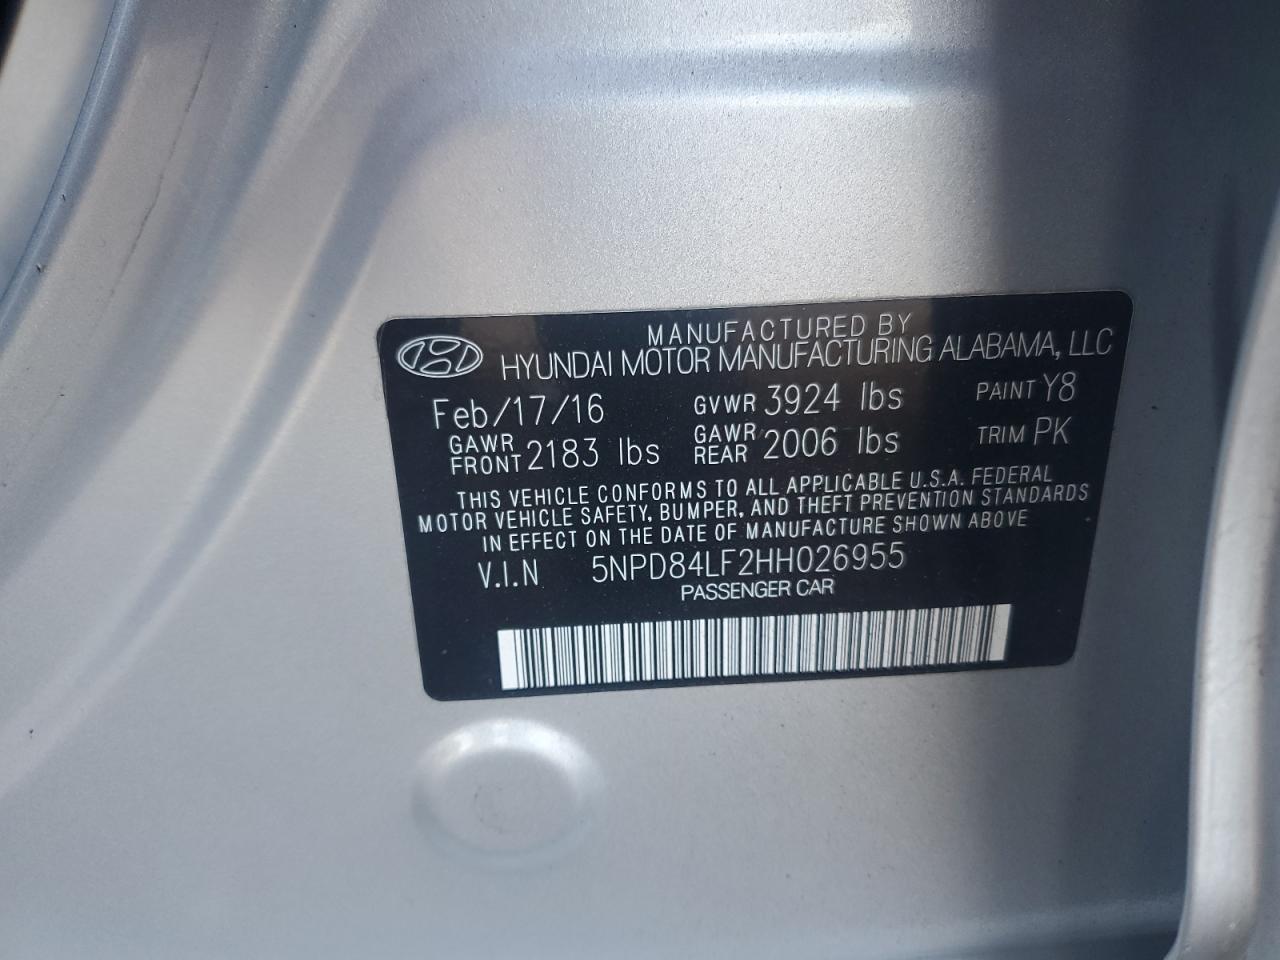 MANUFACTURED BY
HYUNDAI MOTOR MANUFACTURING ALABAMA, LLC
Feb/17/16 GVWR 3924 lbs PAINT Y8
GAWR FRONT 2183 lbs GAWR REAR 2006 lbs TRIM PK
THIS VEHICLE CONFORMS TO ALL APPLICABLE U.S.A. FEDERAL
MOTOR VEHICLE SAFETY, BUMPER, AND THEFT PREVENTION STANDARDS
IN EFFECT ON THE DATE OF MANUFACTURE SHOWN ABOVE
V.I.N 5NPD84LF2HH026955
PASSENGER CAR